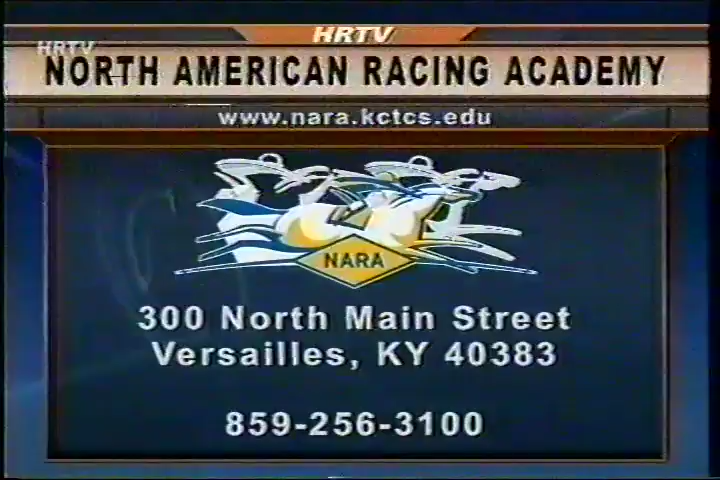 HRTV
HRTV
NORTH AMERICAN RACING ACADEMY
www.nara.kctcs.edu
NARA
300 North Main Street
Versailles, KY 40383
859-256-3100